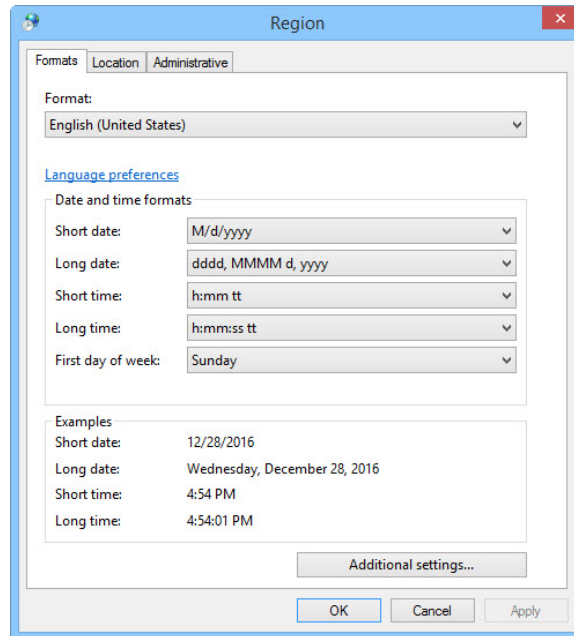 Region
Formats Location Administrative
Format:
English (United States)
Language preferences
Date and time formats
Short date: M/d/yyyy
Long date: dddd, MMMM d, yyyy
Short time: h:mm tt
Long time: h:mm:ss tt
First day of week: Sunday
Examples
Short date: 12/28/2016
Long date: Wednesday, December 28, 2016
Short time: 4:54 PM
Long time: 4:54:01 PM
Additional settings...
OK Cancel Apply